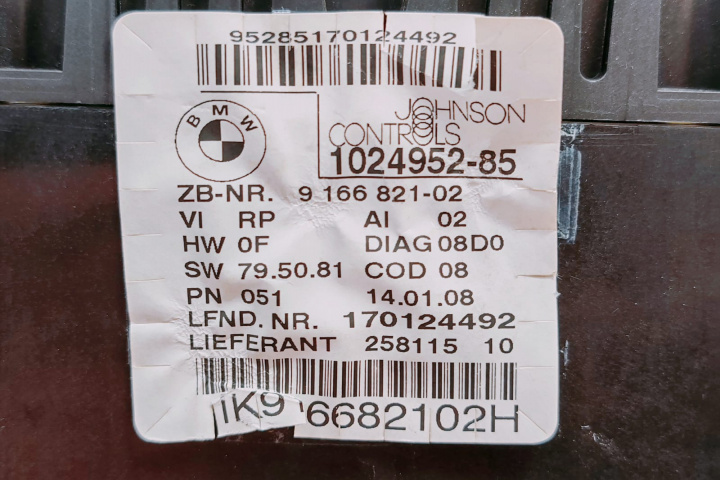 95285170124492
BMW
JOHNSON
CONTROLS
1024952-85
ZB-NR. 9 166 821-02
VI RP AI 02
HW 0F DIAG 08D0
SW 79.50.81 COD 08
PN 051 14.01.08
LFND. NR. 170124492
LIEFERANT 258115 10
IK9 6682102H